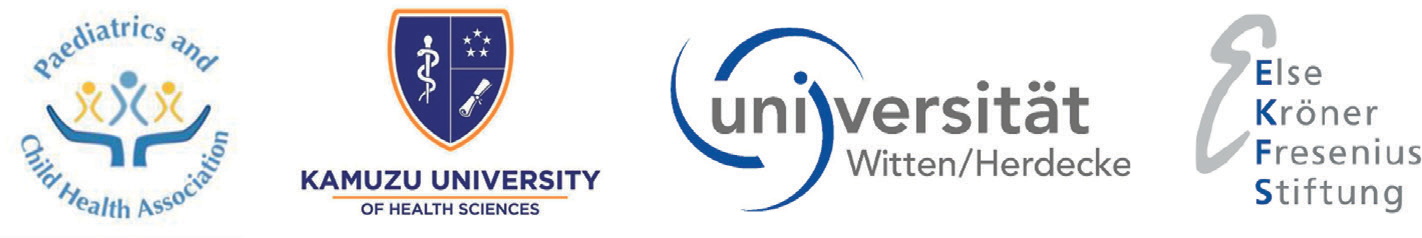 Paediatrics and
Child Health Association
KAMUZU UNIVERSITY
OF HEALTH SCIENCES
universität
Witten/Herdecke
Else
Kröner
Fresenius
Stiftung